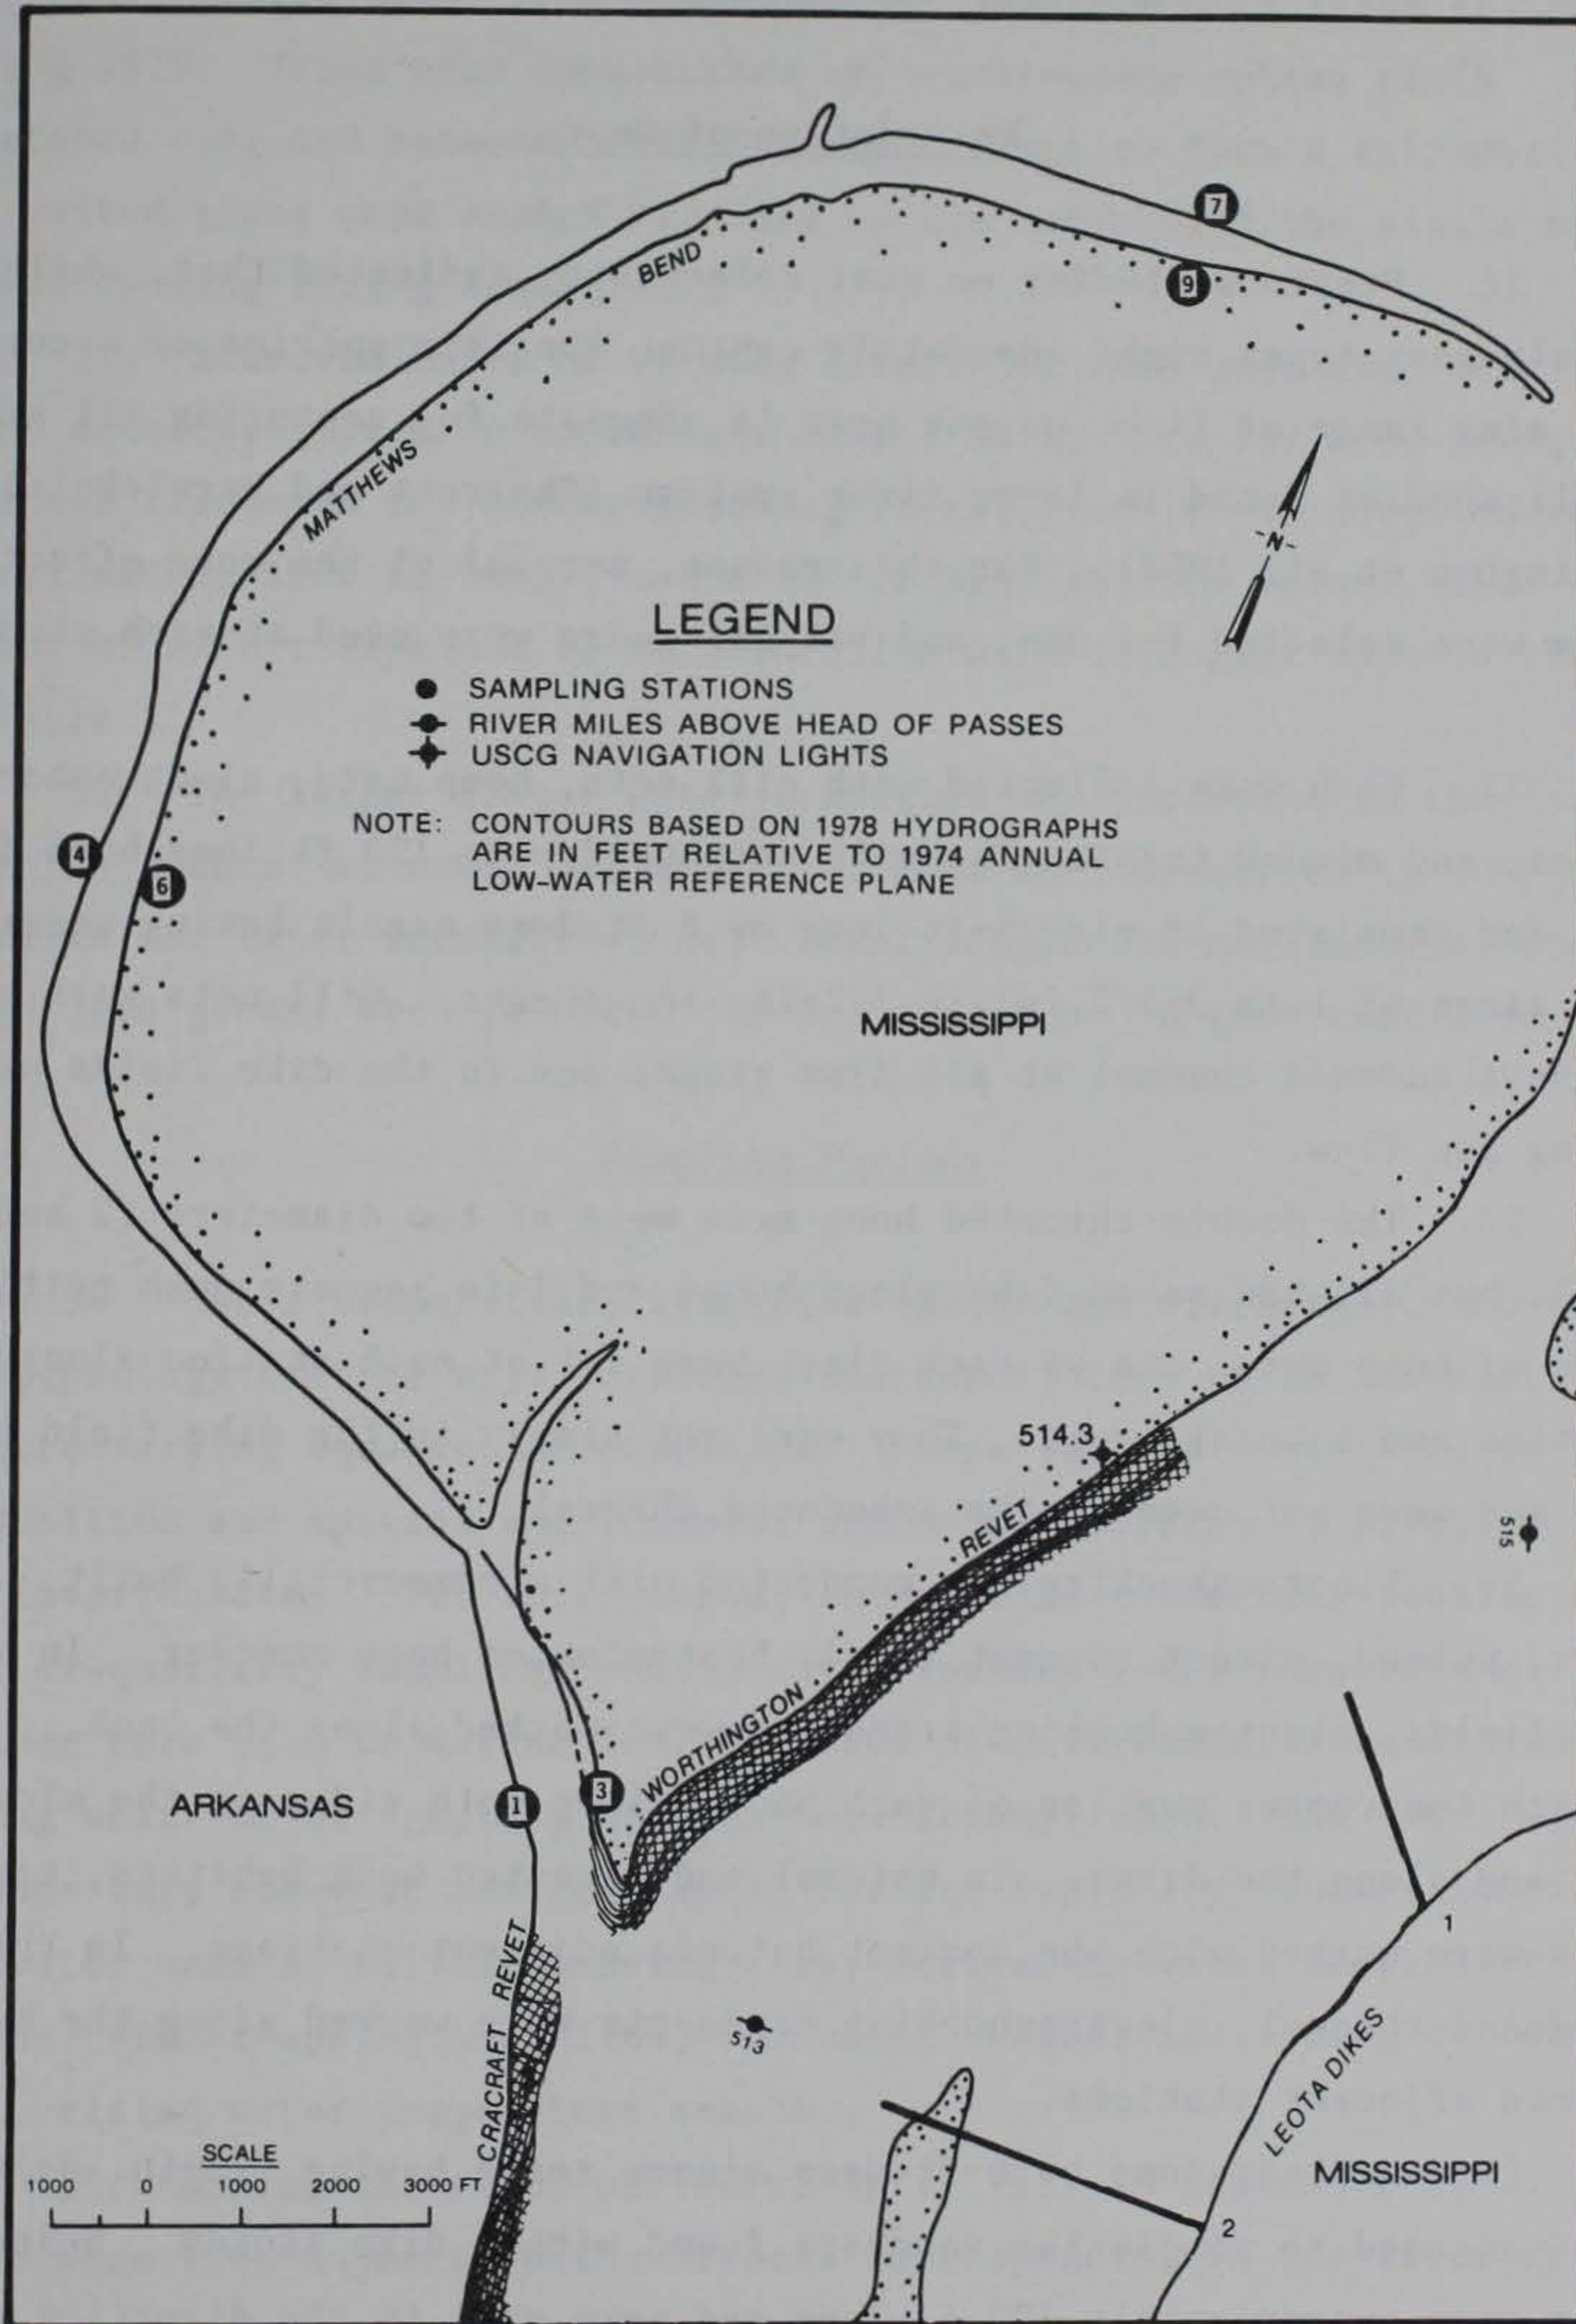 7
9
BEND
MATTHEWS
N
LEGEND
SAMPLING STATIONS
RIVER MILES ABOVE HEAD OF PASSES
USCG NAVIGATION LIGHTS
NOTE: CONTOURS BASED ON 1978 HYDROGRAPHS
ARE IN FEET RELATIVE TO 1974 ANNUAL
LOW-WATER REFERENCE PLANE
4
6
MISSISSIPPI
514.3
515
WORTHINGTON REVET
ARKANSAS
1
3
1
CRACRAFT REVET
513
LEOTA DIKES
MISSISSIPPI
2
SCALE
1000 0 1000 2000 3000 FT